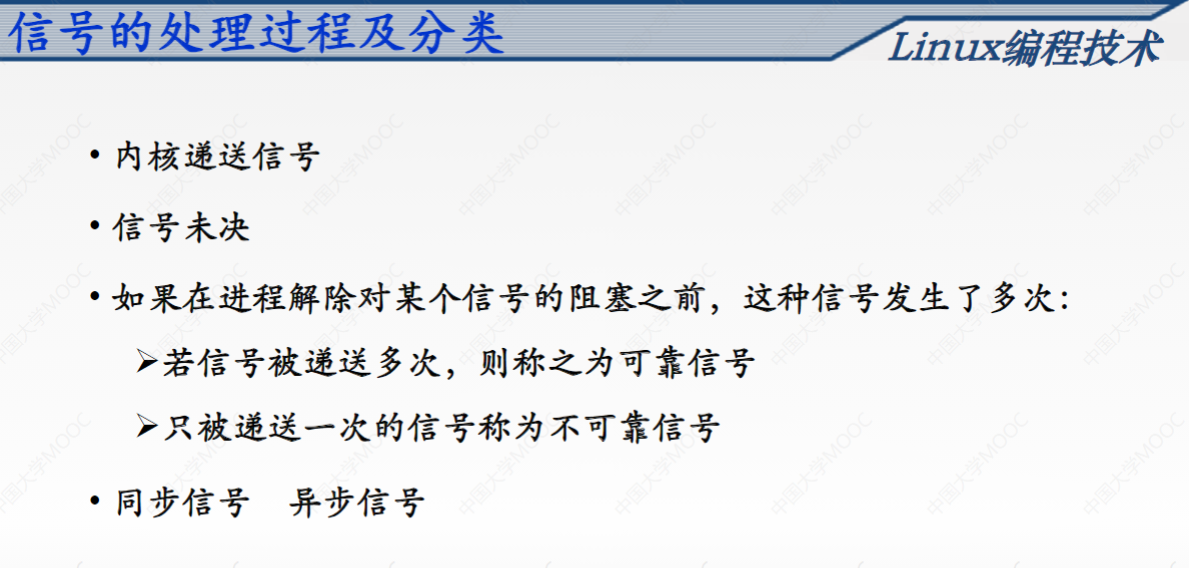 信号的处理过程及分类
Linux编程技术
• 内核递送信号
• 信号未决
• 如果在进程解除对某个信号的阻塞之前，这种信号发生了多次：
➢若信号被递送多次，则称之为可靠信号
➢只被递送一次的信号称为不可靠信号
• 同步信号 异步信号
中国大学MOOC